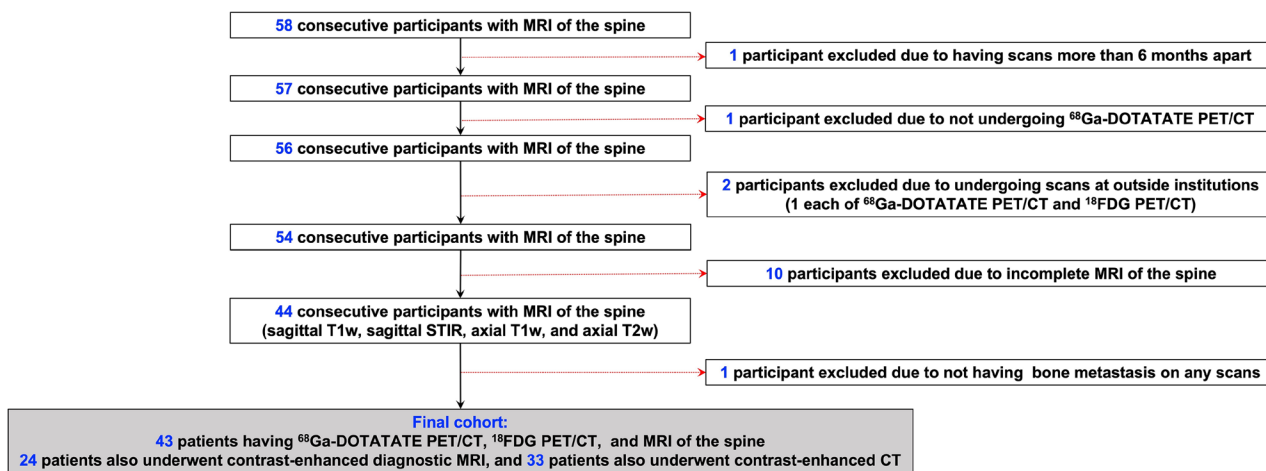 58 consecutive participants with MRI of the spine
1 participant excluded due to having scans more than 6 months apart
57 consecutive participants with MRI of the spine
1 participant excluded due to not undergoing ⁶⁸Ga-DOTATATE PET/CT
56 consecutive participants with MRI of the spine
2 participants excluded due to undergoing scans at outside institutions
(1 each of ⁶⁸Ga-DOTATATE PET/CT and ¹⁸FDG PET/CT)
54 consecutive participants with MRI of the spine
10 participants excluded due to incomplete MRI of the spine
44 consecutive participants with MRI of the spine
(sagittal T1w, sagittal STIR, axial T1w, and axial T2w)
1 participant excluded due to not having bone metastasis on any scans
Final cohort:
43 patients having ⁶⁸Ga-DOTATATE PET/CT, ¹⁸FDG PET/CT, and MRI of the spine
24 patients also underwent contrast-enhanced diagnostic MRI, and 33 patients also underwent contrast-enhanced CT